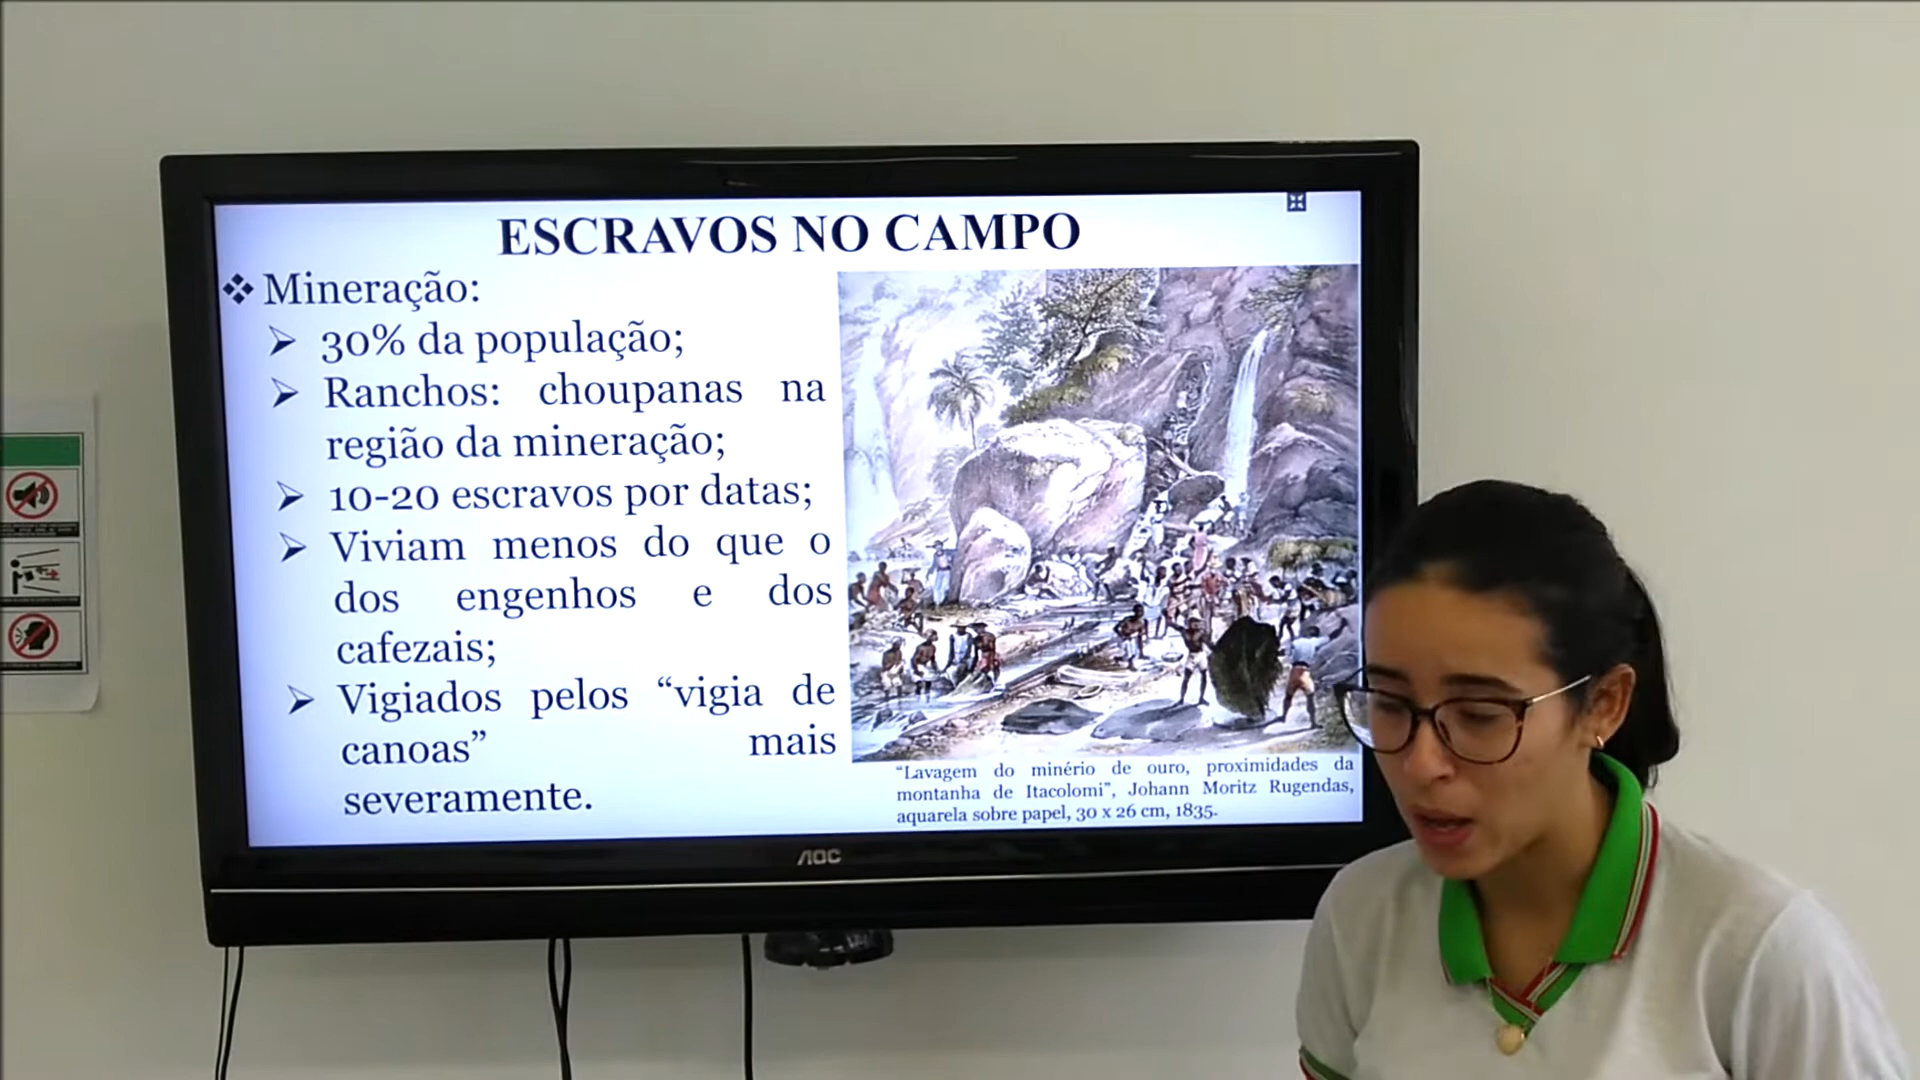 ESCRAVOS NO CAMPO
Mineração:
30% da população;
Ranchos: choupanas na
região da mineração;
10-20 escravos por datas;
Viviam menos do que o
dos engenhos e dos
cafezais;
Vigiados pelos “vigia de
canoas” mais
severamente.
“Lavagem do minério de ouro, proximidades da
montanha de Itacolomi”, Johann Moritz Rugendas,
aquarela sobre papel, 30 x 26 cm, 1835.
AOC